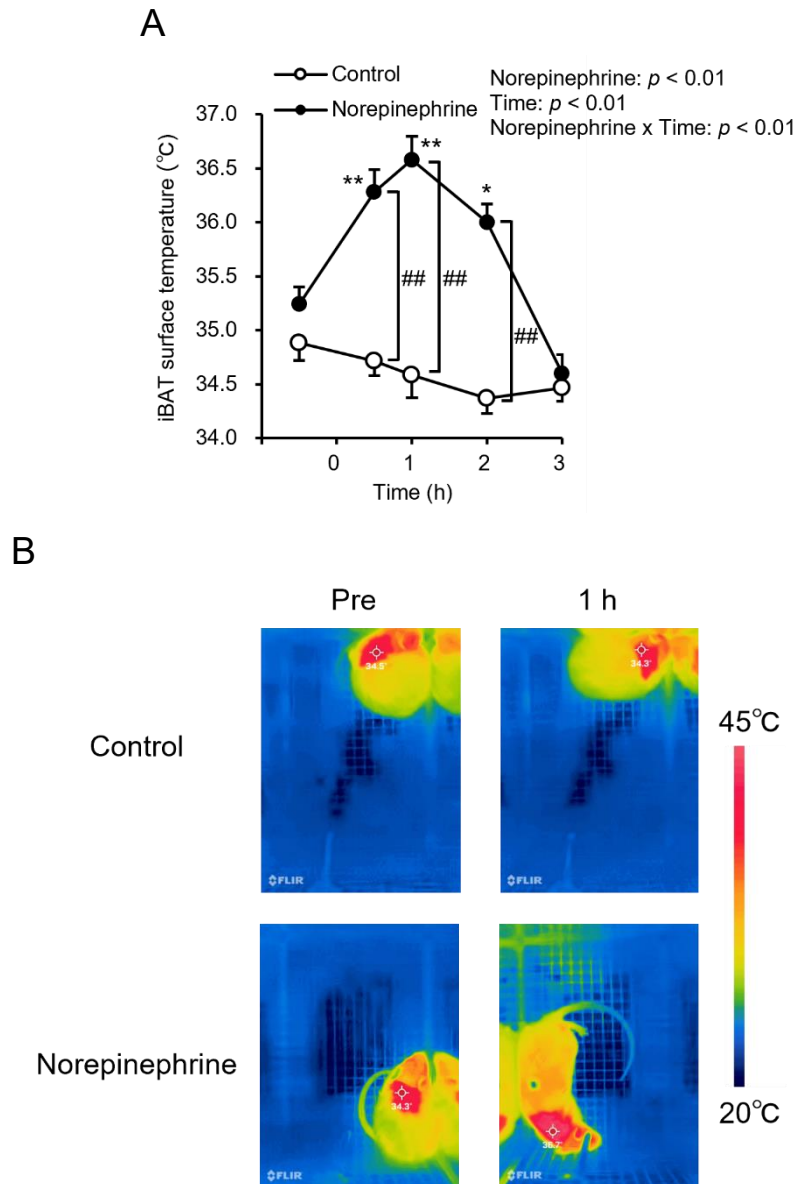 A
Control
Norepinephrine
Norepinephrine: p < 0.01
Time: p < 0.01
Norepinephrine x Time: p < 0.01
iBAT surface temperature (℃)
37.0
36.5
36.0
35.5
35.0
34.5
34.0
**
**
*
##
##
##
0 1 2 3
Time (h)
B
Pre 1 h
Control
34.5°
34.3°
FLIR
FLIR
45℃
Norepinephrine
34.3°
36.7°
FLIR
FLIR
20℃